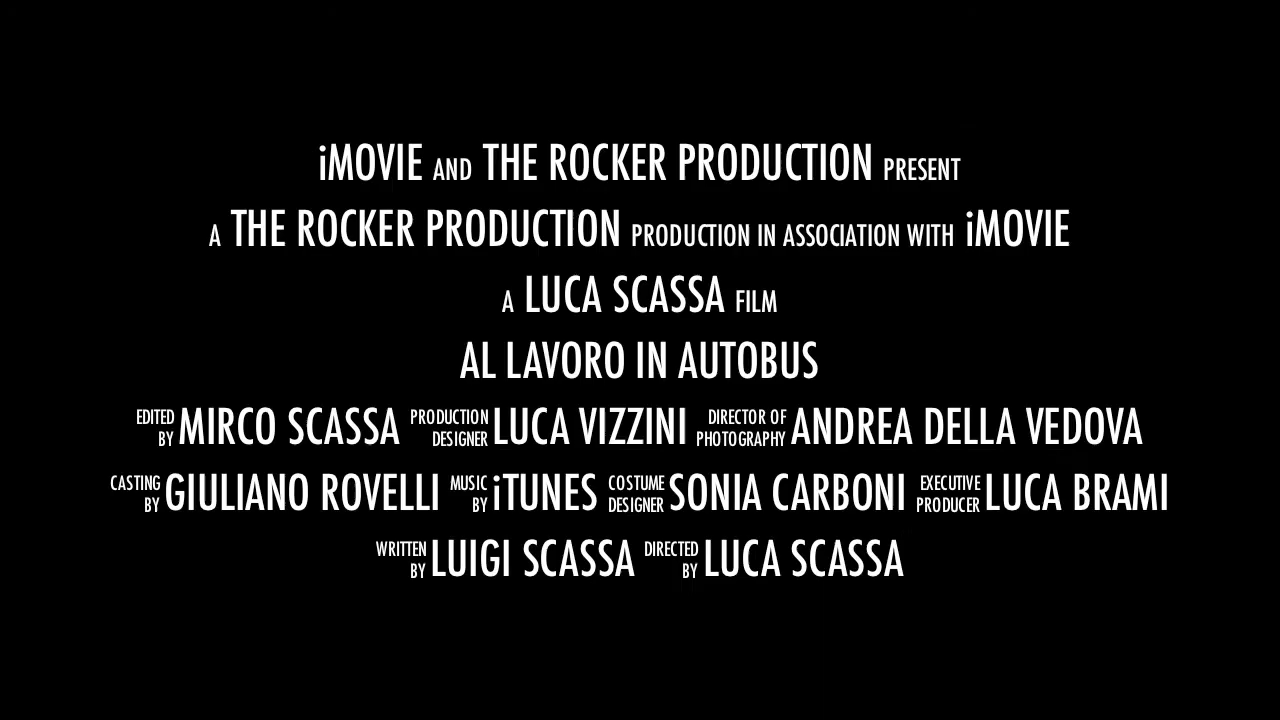 iMOVIE AND THE ROCKER PRODUCTION PRESENT
A THE ROCKER PRODUCTION PRODUCTION IN ASSOCIATION WITH iMOVIE
A LUCA SCASSA FILM
AL LAVORO IN AUTOBUS
EDITED BY MIRCO SCASSA PRODUCTION DESIGNER LUCA VIZZINI DIRECTOR OF PHOTOGRAPHY ANDREA DELLA VEDOVA
CASTING BY GIULIANO ROVELLI MUSIC BY iTUNES COSTUME DESIGNER SONIA CARBONI EXECUTIVE PRODUCER LUCA BRAMI
WRITTEN BY LUIGI SCASSA DIRECTED BY LUCA SCASSA